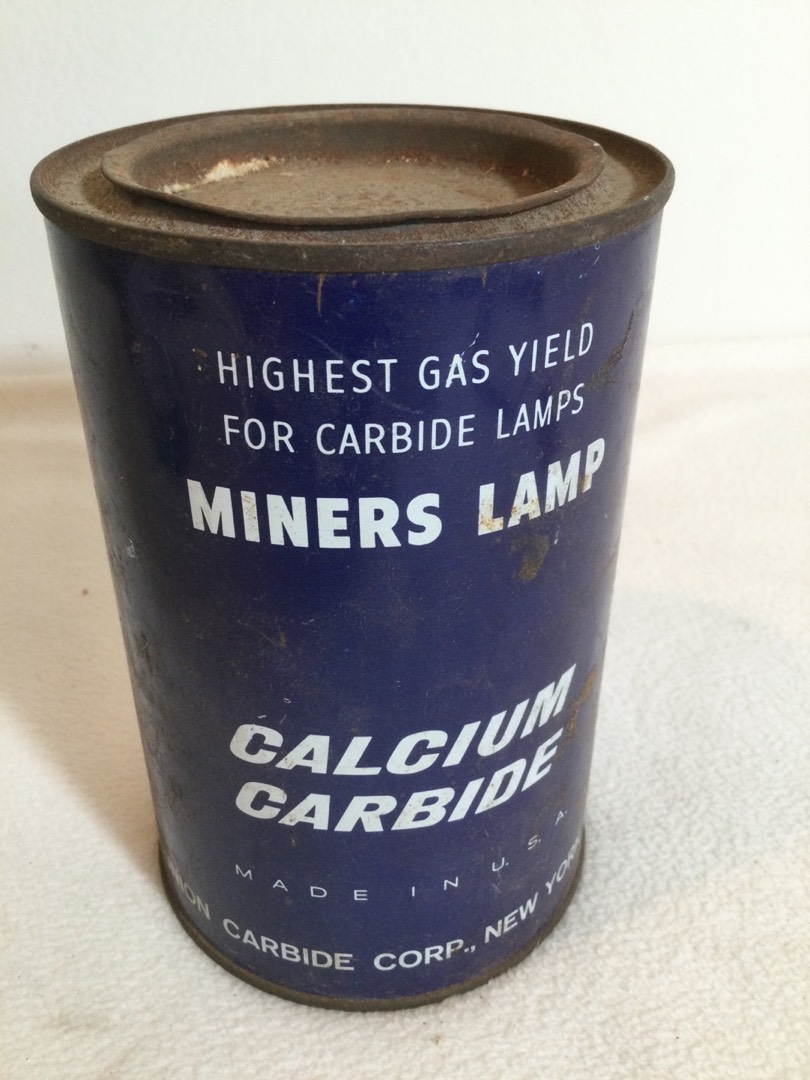 HIGHEST GAS YIELD
FOR CARBIDE LAMPS
MINERS LAMP
CALCIUM
CARBIDE
MADE IN U.S.A.
CARBIDE CORP., NEW